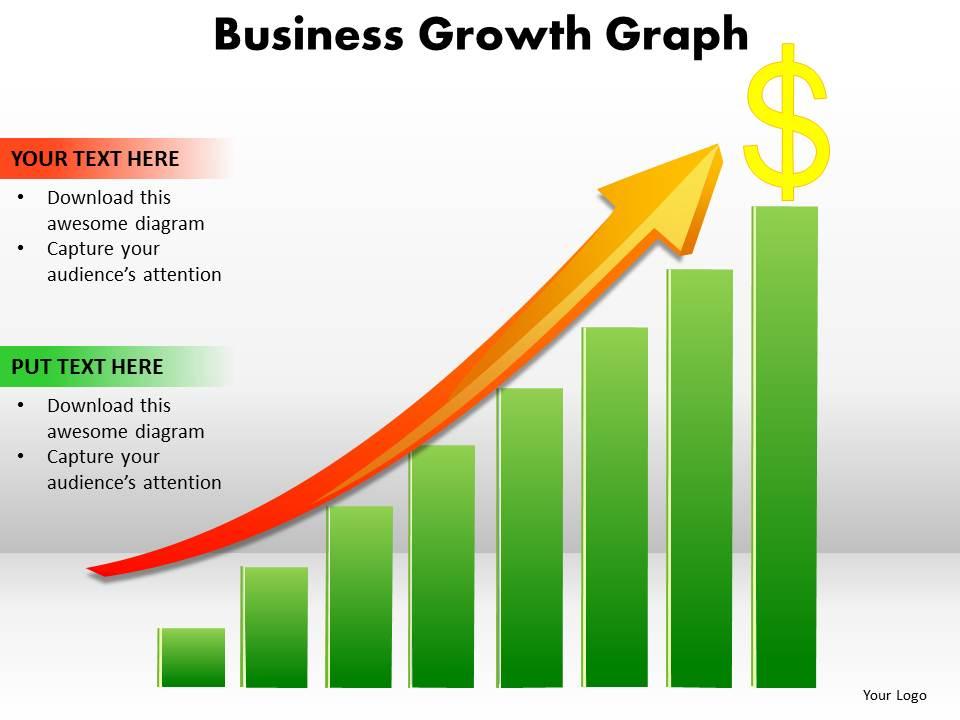 Business Growth Graph
$
YOUR TEXT HERE
• Download this
awesome diagram
• Capture your
audience’s attention
PUT TEXT HERE
• Download this
awesome diagram
• Capture your
audience’s attention
Your Logo